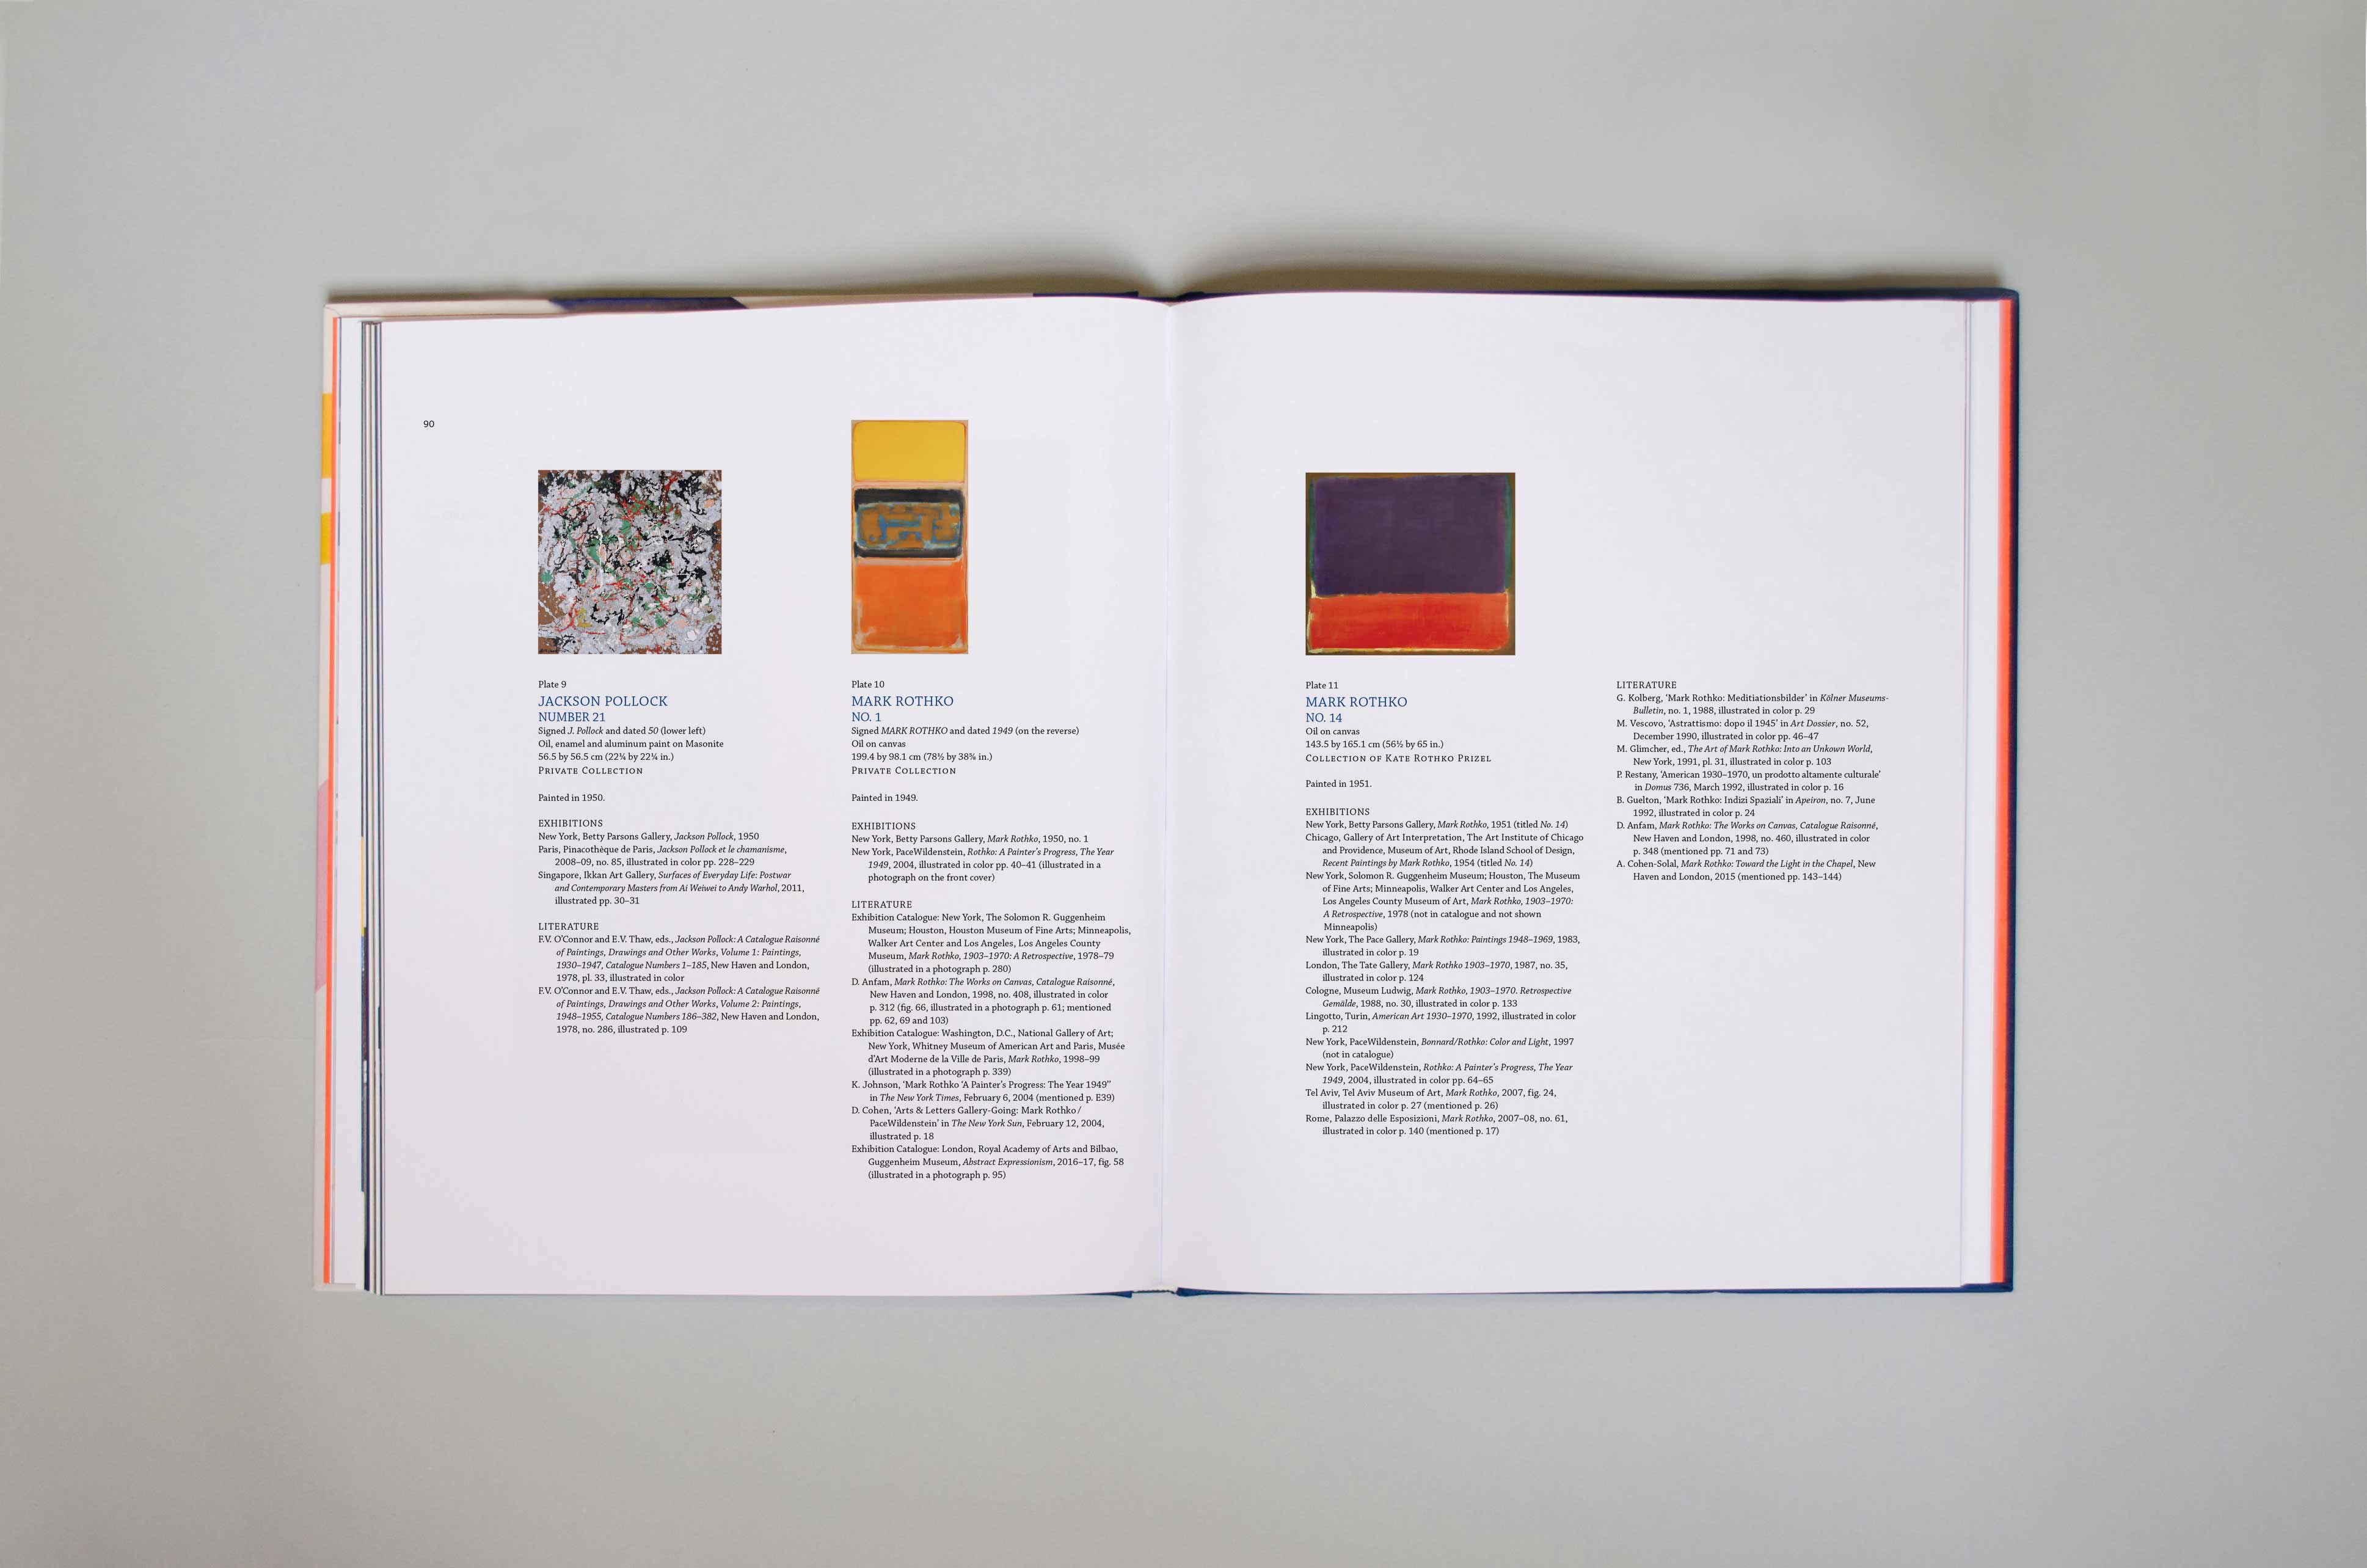 90
Plate 9
JACKSON POLLOCK
NUMBER 21
Signed J. Pollock and dated 50 (lower left)
Oil, enamel and aluminum paint on Masonite
56.5 by 56.5 cm (22¼ by 22¼ in.)
PRIVATE COLLECTION
Painted in 1950.
EXHIBITIONS
New York, Betty Parsons Gallery, Jackson Pollock, 1950
Paris, Pinacothèque de Paris, Jackson Pollock et le chamanisme,
2008–09, no. 85, illustrated in color pp. 228–229
Singapore, Ikkan Art Gallery, Surfaces of Everyday Life: Postwar
and Contemporary Masters from Ai Weiwei to Andy Warhol, 2011,
illustrated pp. 30–31
LITERATURE
F.V. O'Connor and E.V. Thaw, eds., Jackson Pollock: A Catalogue Raisonné
of Paintings, Drawings and Other Works, Volume 1: Paintings,
1930–1947, Catalogue Numbers 1–185, New Haven and London,
1978, pl. 33, illustrated in color
F.V. O'Connor and E.V. Thaw, eds., Jackson Pollock: A Catalogue Raisonné
of Paintings, Drawings and Other Works, Volume 2: Paintings,
1948–1955, Catalogue Numbers 186–382, New Haven and London,
1978, no. 286, illustrated p. 109
Plate 10
MARK ROTHKO
NO. 1
Signed MARK ROTHKO and dated 1949 (on the reverse)
Oil on canvas
199.4 by 98.1 cm (78½ by 38⅝ in.)
PRIVATE COLLECTION
Painted in 1949.
EXHIBITIONS
New York, Betty Parsons Gallery, Mark Rothko, 1950, no. 1
New York, PaceWildenstein, Rothko: A Painter's Progress, The Year
1949, 2004, illustrated in color pp. 40–41 (illustrated in a
photograph on the front cover)
LITERATURE
Exhibition Catalogue: New York, The Solomon R. Guggenheim
Museum; Houston, Houston Museum of Fine Arts; Minneapolis,
Walker Art Center and Los Angeles, Los Angeles County
Museum, Mark Rothko, 1903–1970: A Retrospective, 1978–79
(illustrated in a photograph p. 280)
D. Anfam, Mark Rothko: The Works on Canvas, Catalogue Raisonné,
New Haven and London, 1998, no. 408, illustrated in color
p. 312 (fig. 66, illustrated in a photograph p. 61; mentioned
pp. 62, 69 and 103)
Exhibition Catalogue: Washington, D.C., National Gallery of Art;
New York, Whitney Museum of American Art and Paris, Musée
d'Art Moderne de la Ville de Paris, Mark Rothko, 1998–99
(illustrated in a photograph p. 339)
K. Johnson, 'Mark Rothko 'A Painter's Progress: The Year 1949''
in The New York Times, February 6, 2004 (mentioned p. E39)
D. Cohen, 'Arts & Letters Gallery-Going: Mark Rothko/
PaceWildenstein' in The New York Sun, February 12, 2004,
illustrated p. 18
Exhibition Catalogue: London, Royal Academy of Arts and Bilbao,
Guggenheim Museum, Abstract Expressionism, 2016–17, fig. 58
(illustrated in a photograph p. 95)
Plate 11
MARK ROTHKO
NO. 14
Oil on canvas
143.5 by 165.1 cm (56½ by 65 in.)
COLLECTION OF KATE ROTHKO PRIZEL
Painted in 1951.
EXHIBITIONS
New York, Betty Parsons Gallery, Mark Rothko, 1951 (titled No. 14)
Chicago, Gallery of Art Interpretation, The Art Institute of Chicago
and Providence, Museum of Art, Rhode Island School of Design,
Recent Paintings by Mark Rothko, 1954 (titled No. 14)
New York, Solomon R. Guggenheim Museum; Houston, The Museum
of Fine Arts; Minneapolis, Walker Art Center and Los Angeles,
Los Angeles County Museum of Art, Mark Rothko, 1903–1970:
A Retrospective, 1978 (not in catalogue and not shown
Minneapolis)
New York, The Pace Gallery, Mark Rothko: Paintings 1948–1969, 1983,
illustrated in color p. 19
London, The Tate Gallery, Mark Rothko 1903–1970, 1987, no. 35,
illustrated in color p. 124
Cologne, Museum Ludwig, Mark Rothko, 1903–1970. Retrospective
Gemälde, 1988, no. 30, illustrated in color p. 133
Lingotto, Turin, American Art 1930–1970, 1992, illustrated in color
p. 212
New York, PaceWildenstein, Bonnard/Rothko: Color and Light, 1997
(not in catalogue)
New York, PaceWildenstein, Rothko: A Painter's Progress, The Year
1949, 2004, illustrated in color pp. 64–65
Tel Aviv, Tel Aviv Museum of Art, Mark Rothko, 2007, fig. 24,
illustrated in color p. 27 (mentioned p. 26)
Rome, Palazzo delle Esposizioni, Mark Rothko, 2007–08, no. 61,
illustrated in color p. 140 (mentioned p. 17)
LITERATURE
G. Kolberg, 'Mark Rothko: Meditiationsbilder' in Kölner Museums-
Bulletin, no. 1, 1988, illustrated in color p. 29
M. Vescovo, 'Astrattismo: dopo il 1945' in Art Dossier, no. 52,
December 1990, illustrated in color pp. 46–47
M. Glimcher, ed., The Art of Mark Rothko: Into an Unkown World,
New York, 1991, pl. 31, illustrated in color p. 103
P. Restany, 'American 1930–1970, un prodotto altamente culturale'
in Domus 736, March 1992, illustrated in color p. 16
B. Guelton, 'Mark Rothko: Indizi Spaziali' in Apeiron, no. 7, June
1992, illustrated in color p. 24
D. Anfam, Mark Rothko: The Works on Canvas, Catalogue Raisonné,
New Haven and London, 1998, no. 460, illustrated in color
p. 348 (mentioned pp. 71 and 73)
A. Cohen-Solal, Mark Rothko: Toward the Light in the Chapel, New
Haven and London, 2015 (mentioned pp. 143–144)